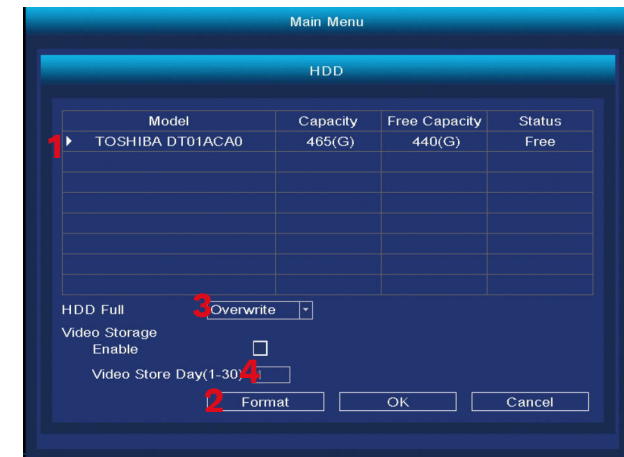 Main Menu
HDD
Model Capacity Free Capacity Status
1 TOSHIBA DT01ACA0 465(G) 440(G) Free
HDD Full 3 Overwrite
Video Storage
Enable
Video Store Day(1-30) 4
2 Format OK Cancel